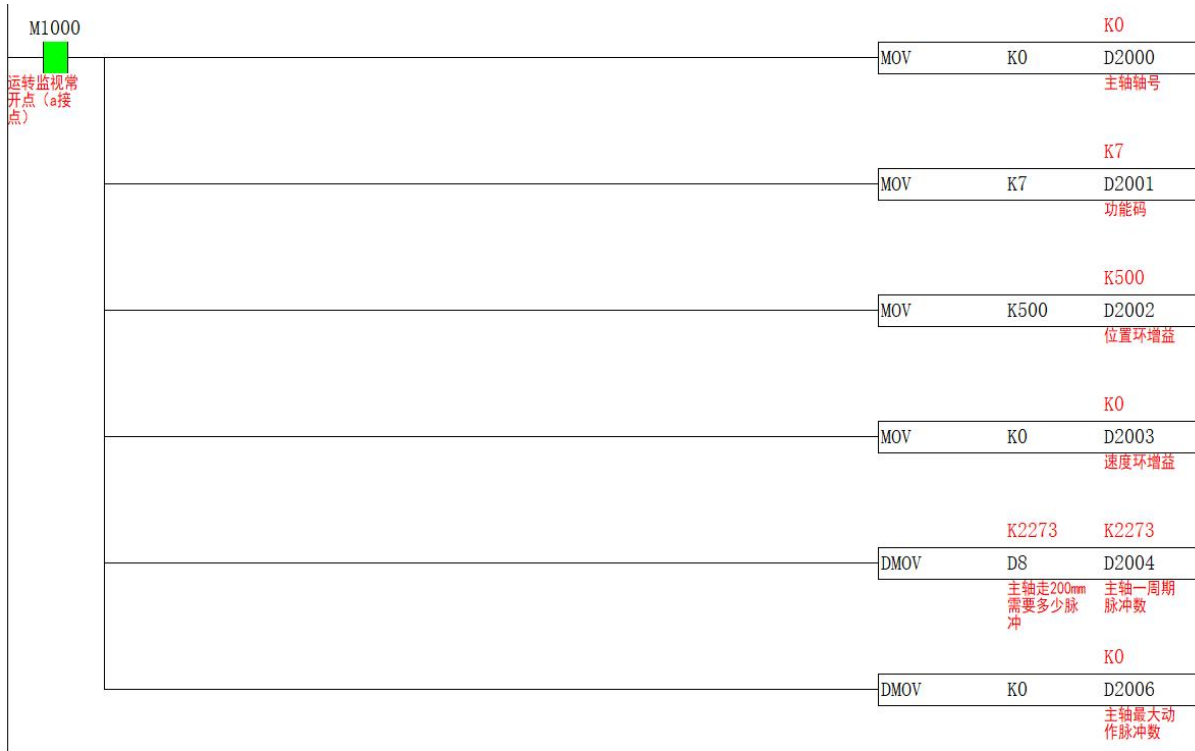 M1000
运转监视常
开点（a接
点）
K0
MOV K0 D2000
主轴轴号
K7
MOV K7 D2001
功能码
K500
MOV K500 D2002
位置环增益
K0
MOV K0 D2003
速度环增益
K2273 K2273
DMOV D8 D2004
主轴走200mm
需要多少脉
冲
主轴一周期
脉冲数
K0
DMOV K0 D2006
主轴最大动
作脉冲数